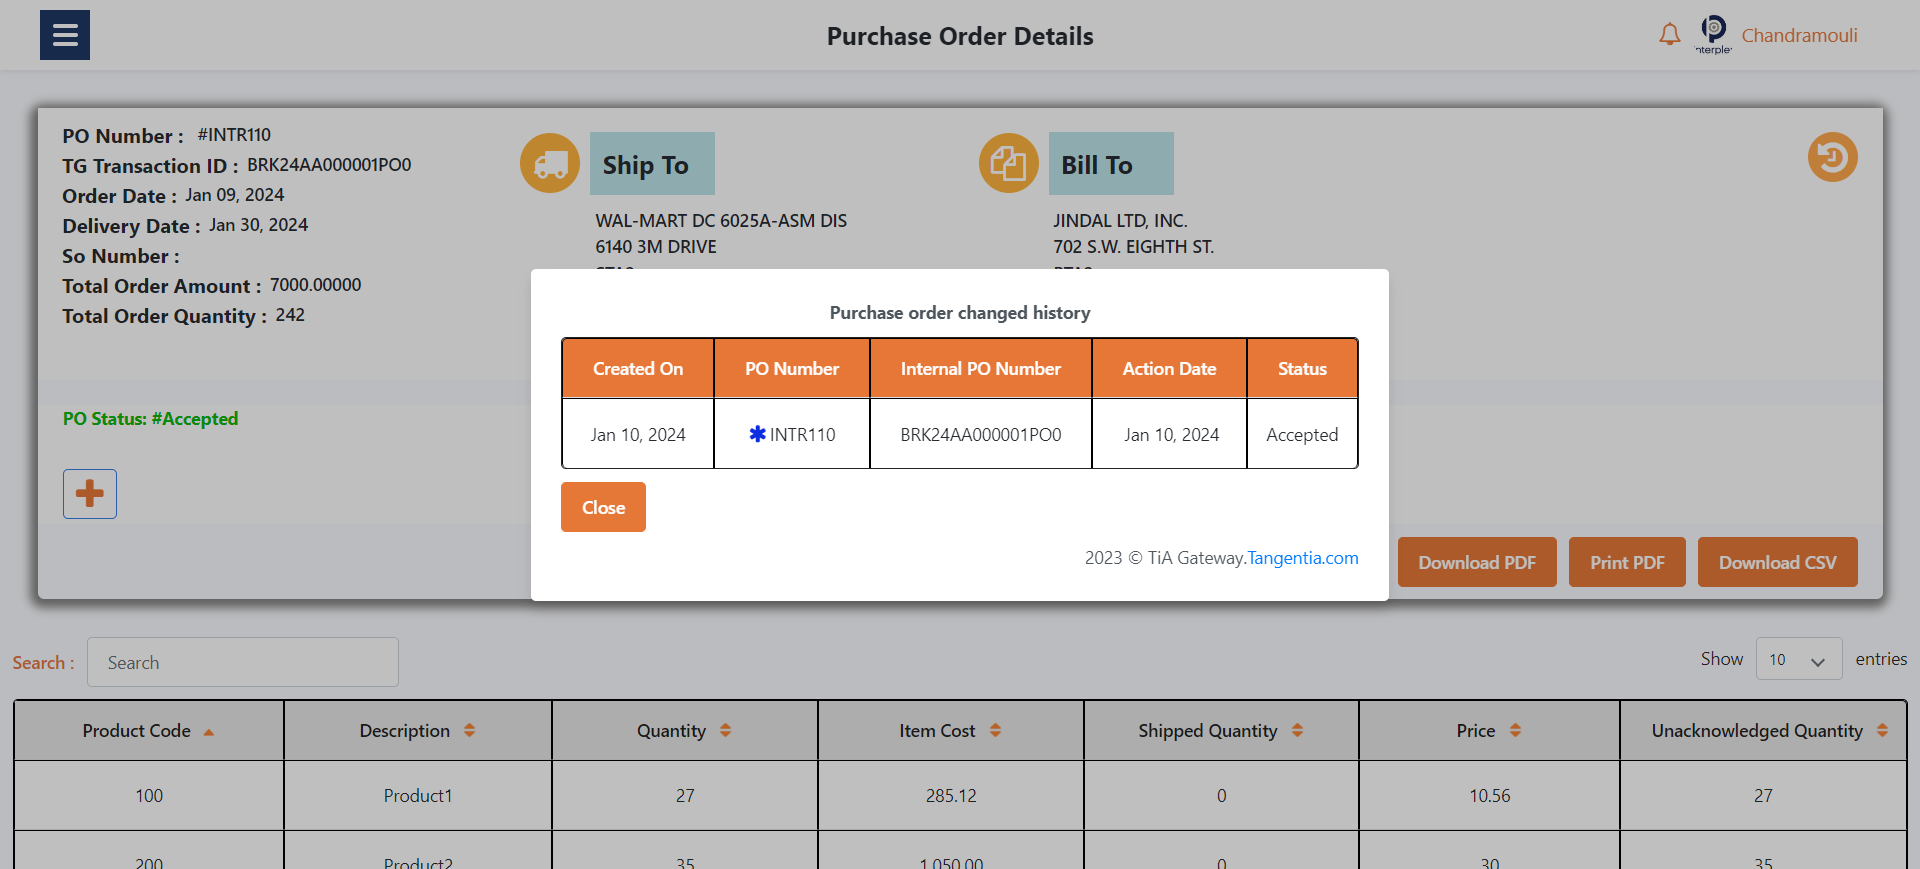 Purchase Order Details
Chandramouli
PO Number : #INTR110
TG Transaction ID : BRK24AA000001PO0
Order Date : Jan 09, 2024
Delivery Date : Jan 30, 2024
So Number :
Total Order Amount : 7000.00000
Total Order Quantity : 242
Ship To
WAL-MART DC 6025A-ASM DIS
6140 3M DRIVE
Bill To
JINDAL LTD, INC.
702 S.W. EIGHTH ST.
PO Status: #Accepted
Purchase order changed history
Created On PO Number Internal PO Number Action Date Status
Jan 10, 2024 INTR110 BRK24AA000001PO0 Jan 10, 2024 Accepted
Close
2023 © TiA Gateway.Tangentia.com
Download PDF Print PDF Download CSV
Search : Search
Show 10 entries
Product Code Description Quantity Item Cost Shipped Quantity Price Unacknowledged Quantity
100 Product1 27 285.12 0 10.56 27
200 Product2 35 1,050.00 0 30 35